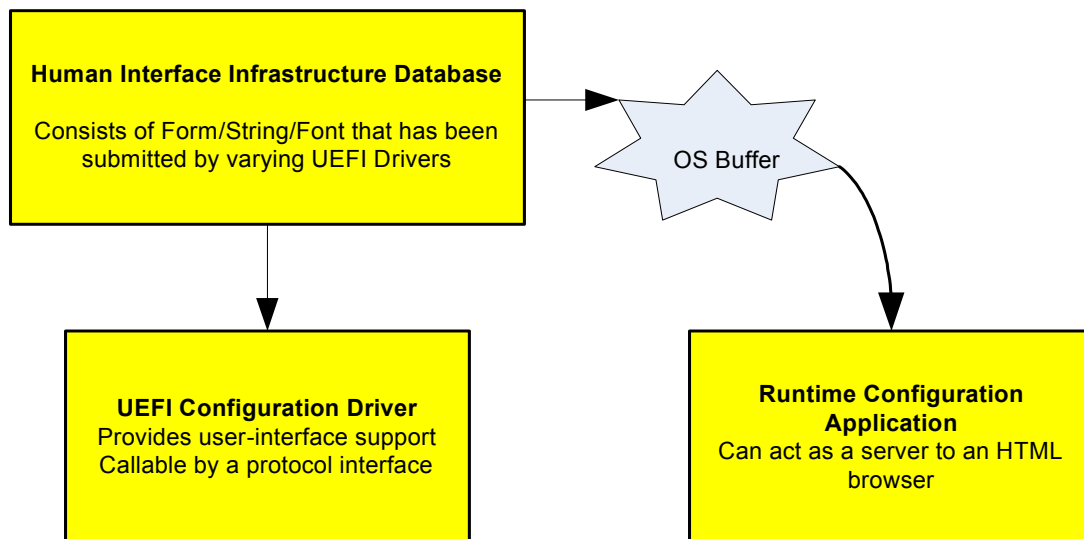 Human Interface Infrastructure Database
Consists of Form/String/Font that has been
submitted by varying UEFI Drivers
OS Buffer
UEFI Configuration Driver
Provides user-interface support
Callable by a protocol interface
Runtime Configuration
Application
Can act as a server to an HTML
browser